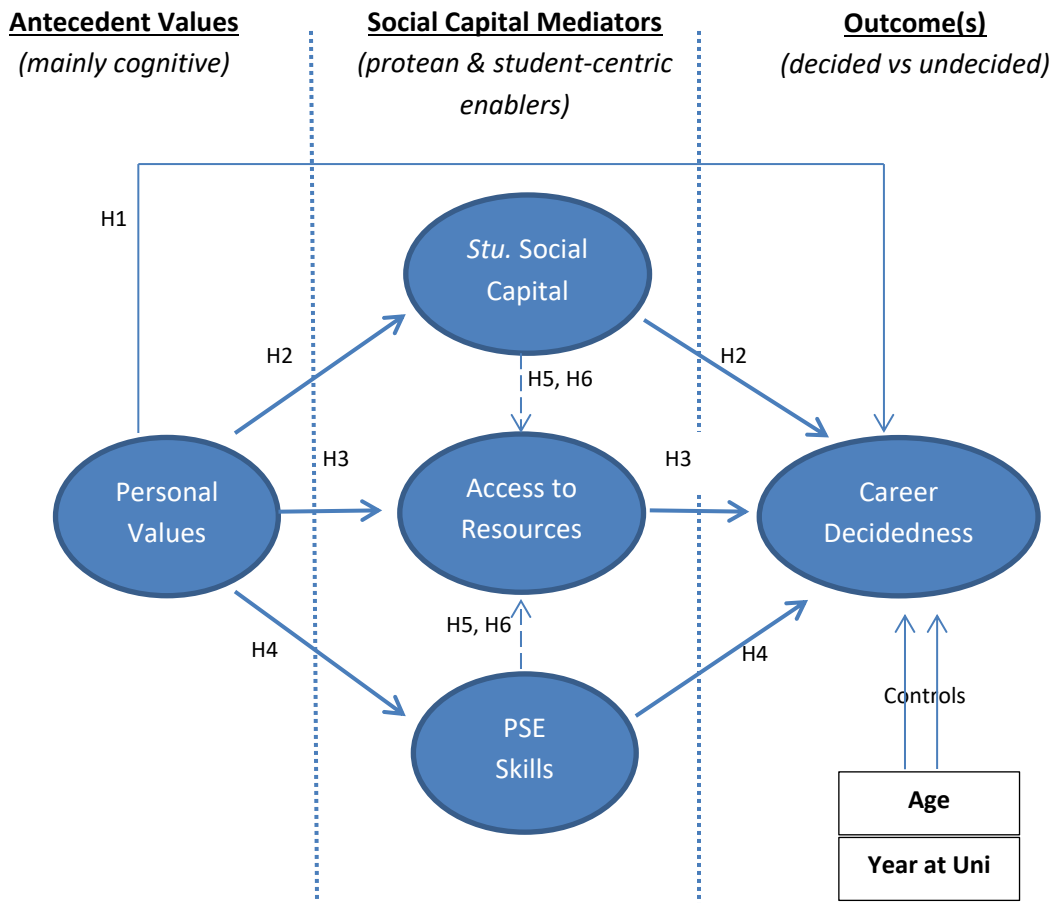 Antecedent Values
(mainly cognitive)
Social Capital Mediators
(protean & student-centric
enablers)
Outcome(s)
(decided vs undecided)
H1
Stu. Social
Capital
H2
H2
H5, H6
H3
H3
Personal
Values
Access to
Resources
Career
Decidedness
H5, H6
H4
H4
PSE
Skills
Controls
Age
Year at Uni